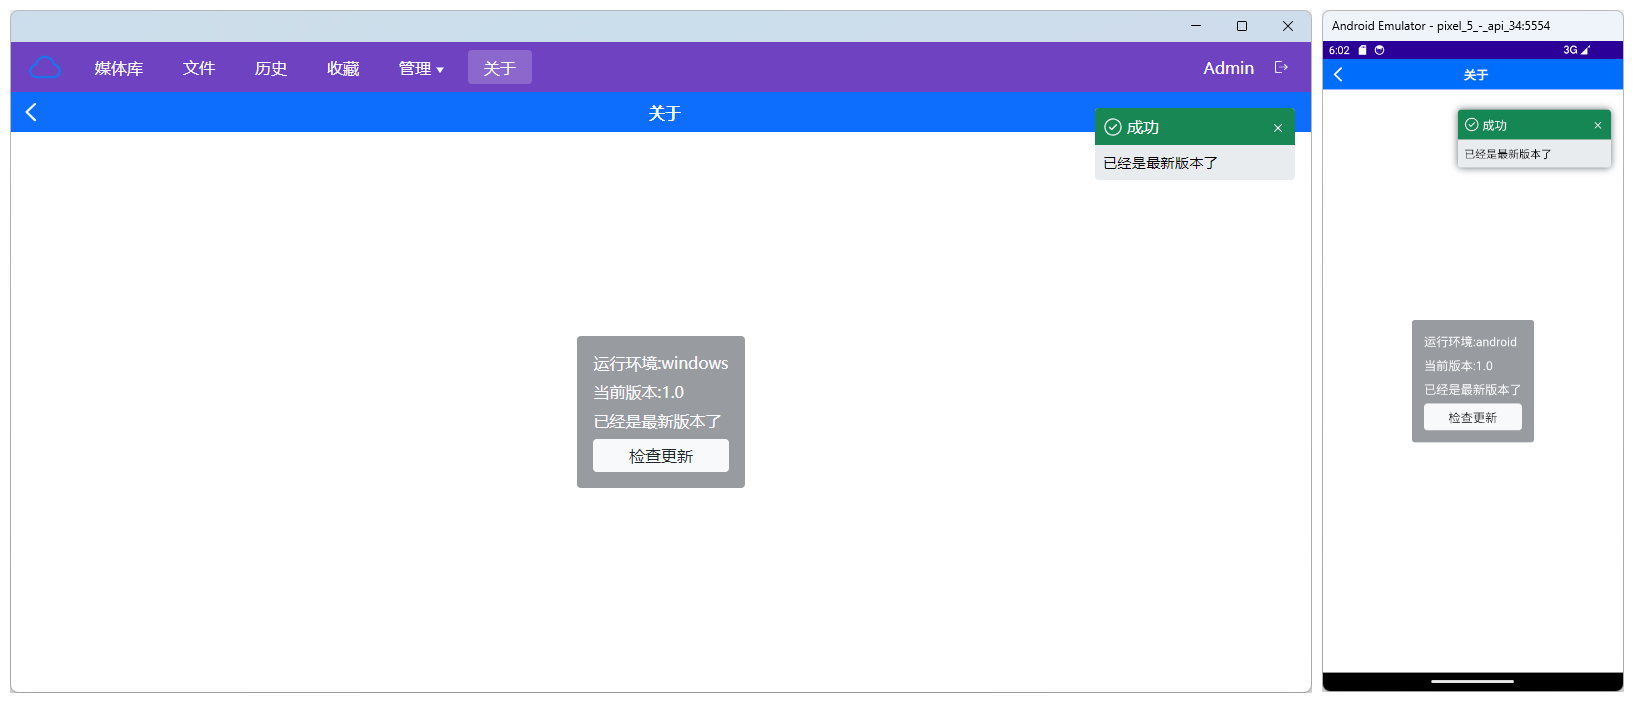 媒体库 文件 历史 收藏 管理 关于 Admin
关于
成功
已经是最新版本了
运行环境:windows
当前版本:1.0
已经是最新版本了
检查更新
Android Emulator - pixel_5_-_api_34:5554
6:02 3G
关于
成功
已经是最新版本了
运行环境:android
当前版本:1.0
已经是最新版本了
检查更新